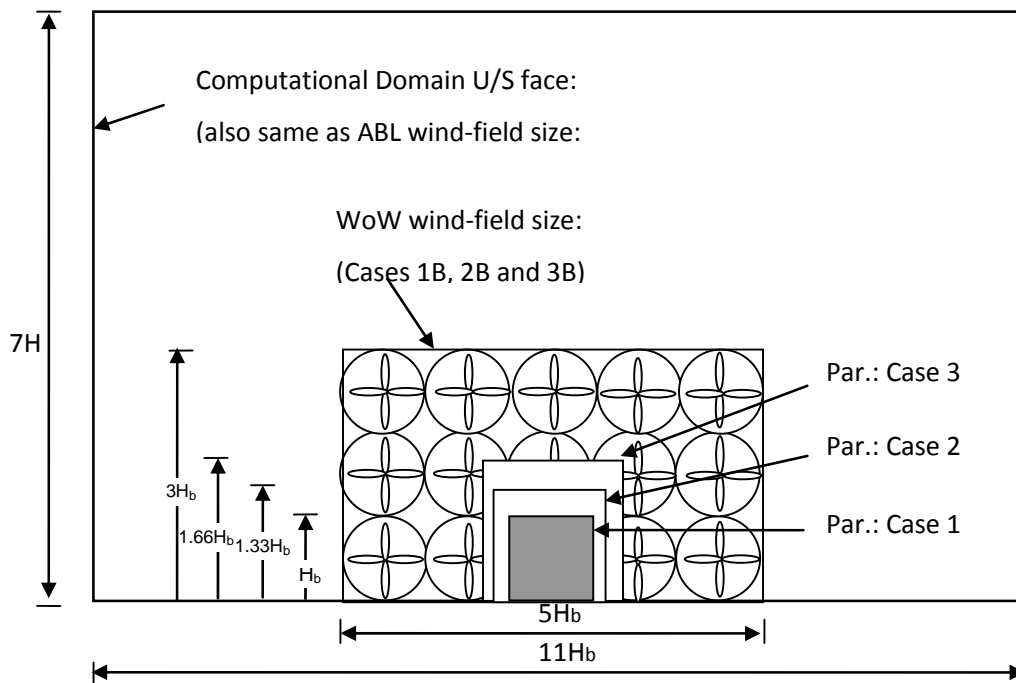 Computational Domain U/S face:
(also same as ABL wind-field size:
WoW wind-field size:
(Cases 1B, 2B and 3B)
7H
Par.: Case 3
Par.: Case 2
Par.: Case 1
3Hb
1.66Hb
1.33Hb
Hb
5Hb
11Hb